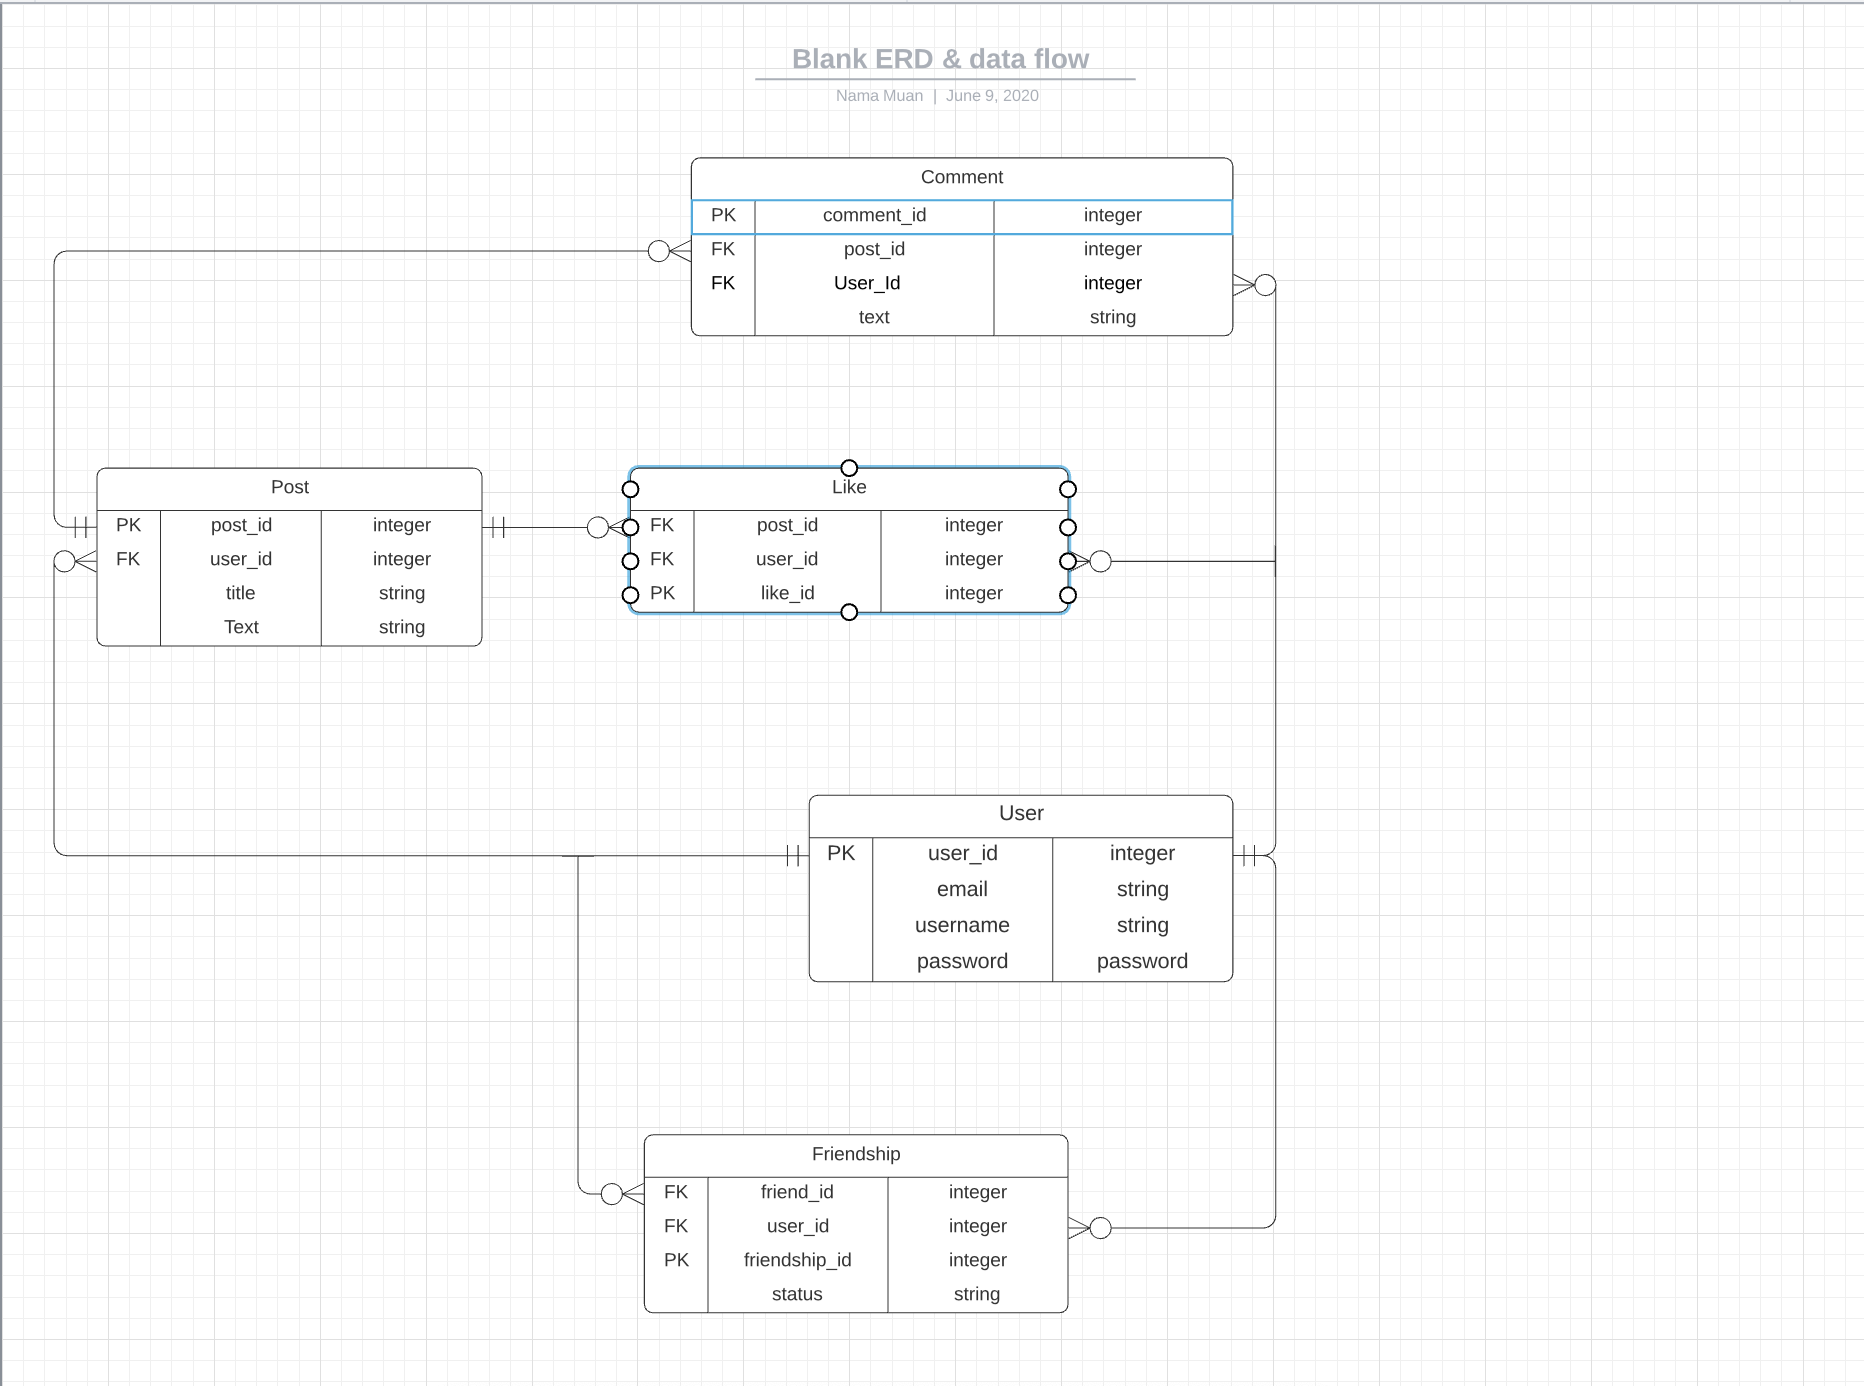 Blank ERD & data flow
Nama Muan | June 9, 2020
Comment
PK comment_id integer
FK post_id integer
FK User_Id integer
text string
Post
PK post_id integer
FK user_id integer
title string
Text string
Like
FK post_id integer
FK user_id integer
PK like_id integer
User
PK user_id integer
email string
username string
password password
Friendship
FK friend_id integer
FK user_id integer
PK friendship_id integer
status string